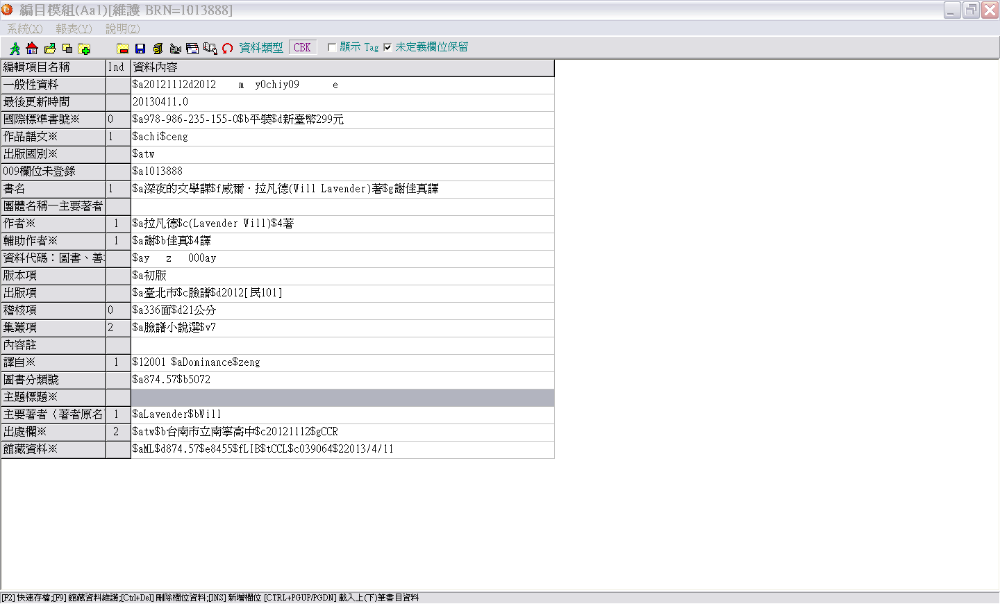 編目模組(Aa1)[維護 BRN=1013888]
系統(X) 報表(Y) 說明(Z)
資料類型 CBK 顯示 Tag 未定義欄位保留
編輯項目名稱 Ind 資料內容
一般性資料 $a20121112d2012 m y0chiy09 e
最後更新時間 20130411.0
國際標準書號※ 0 $a978-986-235-155-0$b平裝$d新臺幣299元
作品語文※ 1 $achi$ceng
出版國別※ $atw
009欄位未登錄 $a1013888
書名 1 $a深夜的文學課$f威爾．拉凡德(Will Lavender)著$g謝佳真譯
團體名稱—主要著者
作者※ 1 $a拉凡德$c(Lavender Will)$4著
輔助作者※ 1 $a謝$b佳真$4譯
資料代碼：圖書、善 $ay z 000ay
版本項 $a初版
出版項 $a臺北市$c臉譜$d2012[民101]
稽核項 0 $a336面$d21公分
集叢項 2 $a臉譜小說選$v7
內容註
譯自※ 1 $12001 $aDominance$zeng
圖書分類號 $a874.57$b5072
主題標題※
主要著者（著者原名 1 $aLavender$bWill
出處欄※ 2 $atw$b台南市立南寧高中$c20121112$gCCR
館藏資料※ $aML$d874.57$e8455$fLIB$tCCL$c039064$22013/4/11
[F2] 快速存檔;[F9] 館藏資料維護;[Ctrl+Del] 刪除欄位資料;[INS] 新增欄位 [CTRL+PGUP/PGDN] 載入上(下)筆書目資料